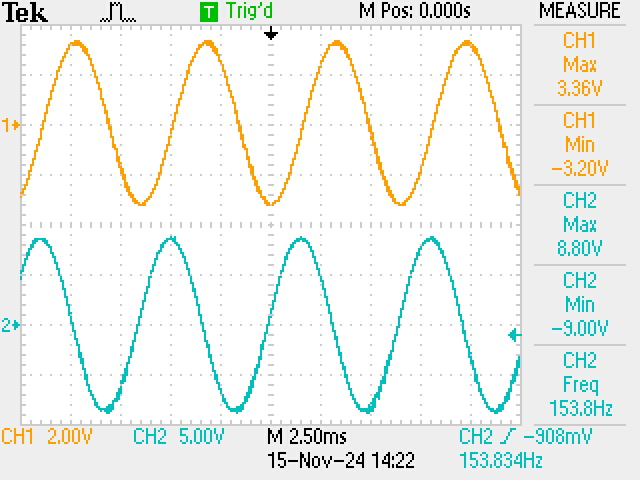 Tek T Trig'd M Pos: 0.000s MEASURE
CH1
Max
3.36V
1
CH1
Min
−3.20V
CH2
Max
8.80V
CH2
Min
−9.00V
2
CH2
Freq
153.8Hz
CH1 2.00V CH2 5.00V M 2.50ms CH2 −908mV
15-Nov-24 14:22 153.834Hz